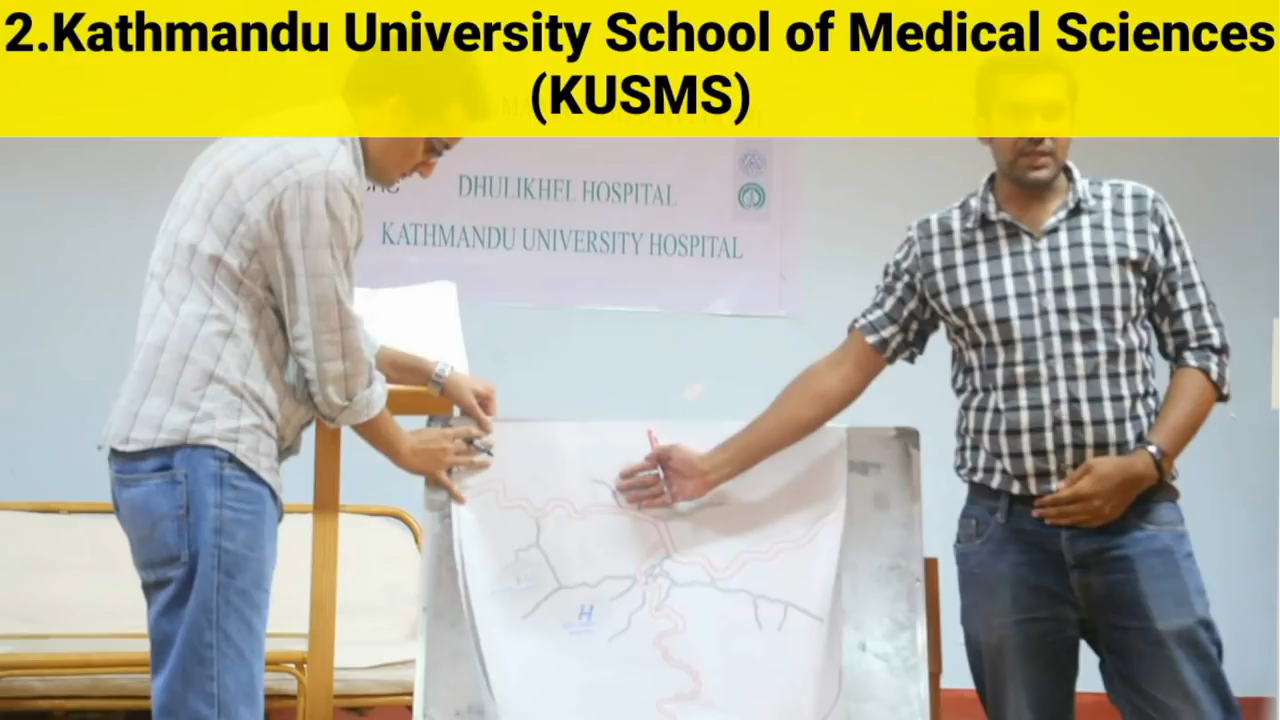 2.Kathmandu University School of Medical Sciences
(KUSMS)
DHULIKHEL HOSPITAL
KATHMANDU UNIVERSITY HOSPITAL
H